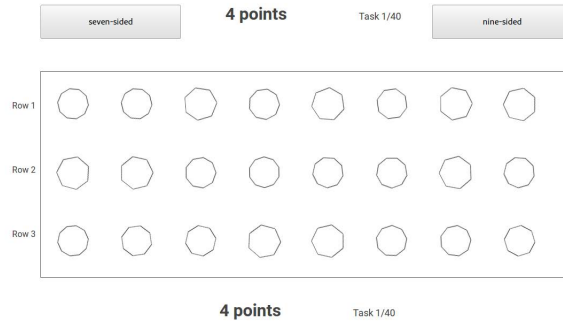 seven-sided
4 points
Task 1/40
nine-sided
Row 1
Row 2
Row 3
4 points
Task 1/40